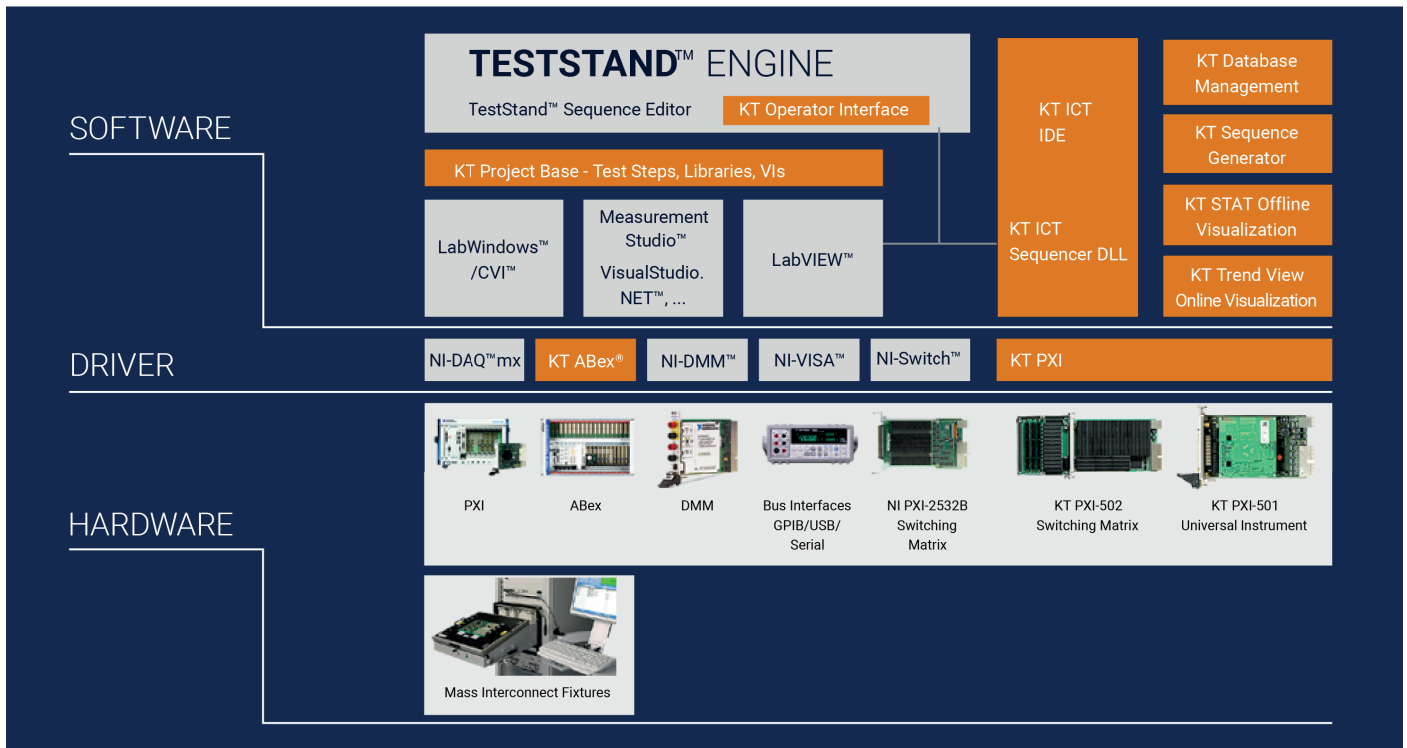 SOFTWARE
TESTSTAND™ ENGINE
TestStand™ Sequence Editor
KT Operator Interface
KT Project Base - Test Steps, Libraries, VIs
LabWindows™
/CVI™
Measurement
Studio™
VisualStudio.
NET™, ...
LabVIEW™
KT ICT
IDE
KT ICT
Sequencer DLL
KT Database
Management
KT Sequence
Generator
KT STAT Offline
Visualization
KT Trend View
Online Visualization
DRIVER
NI-DAQ™mx
KT ABex®
NI-DMM™
NI-VISA™
NI-Switch™
KT PXI
HARDWARE
PXI
ABex
DMM
Bus Interfaces
GPIB/USB/
Serial
NI PXI-2532B
Switching
Matrix
KT PXI-502
Switching Matrix
KT PXI-501
Universal Instrument
Mass Interconnect Fixtures